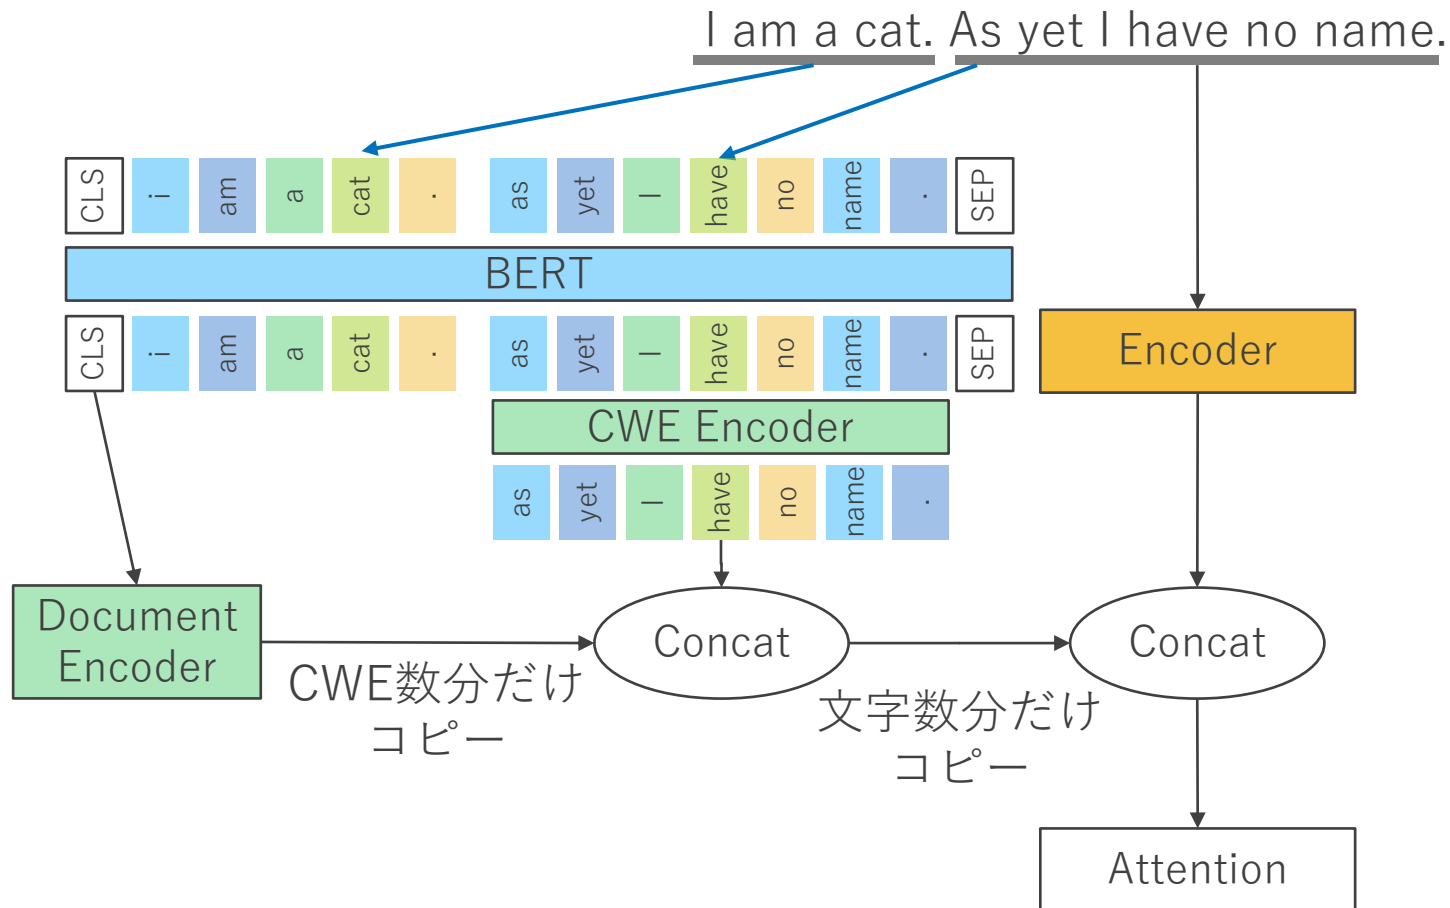 I am a cat. As yet I have no name.
CLS i am a cat . as yet I have no name . SEP
BERT
CLS i am a cat . as yet I have no name . SEP
Encoder
CWE Encoder
as yet I have no name .
Document
Encoder
CWE数分だけ
コピー
Concat
文字数分だけ
コピー
Concat
Attention